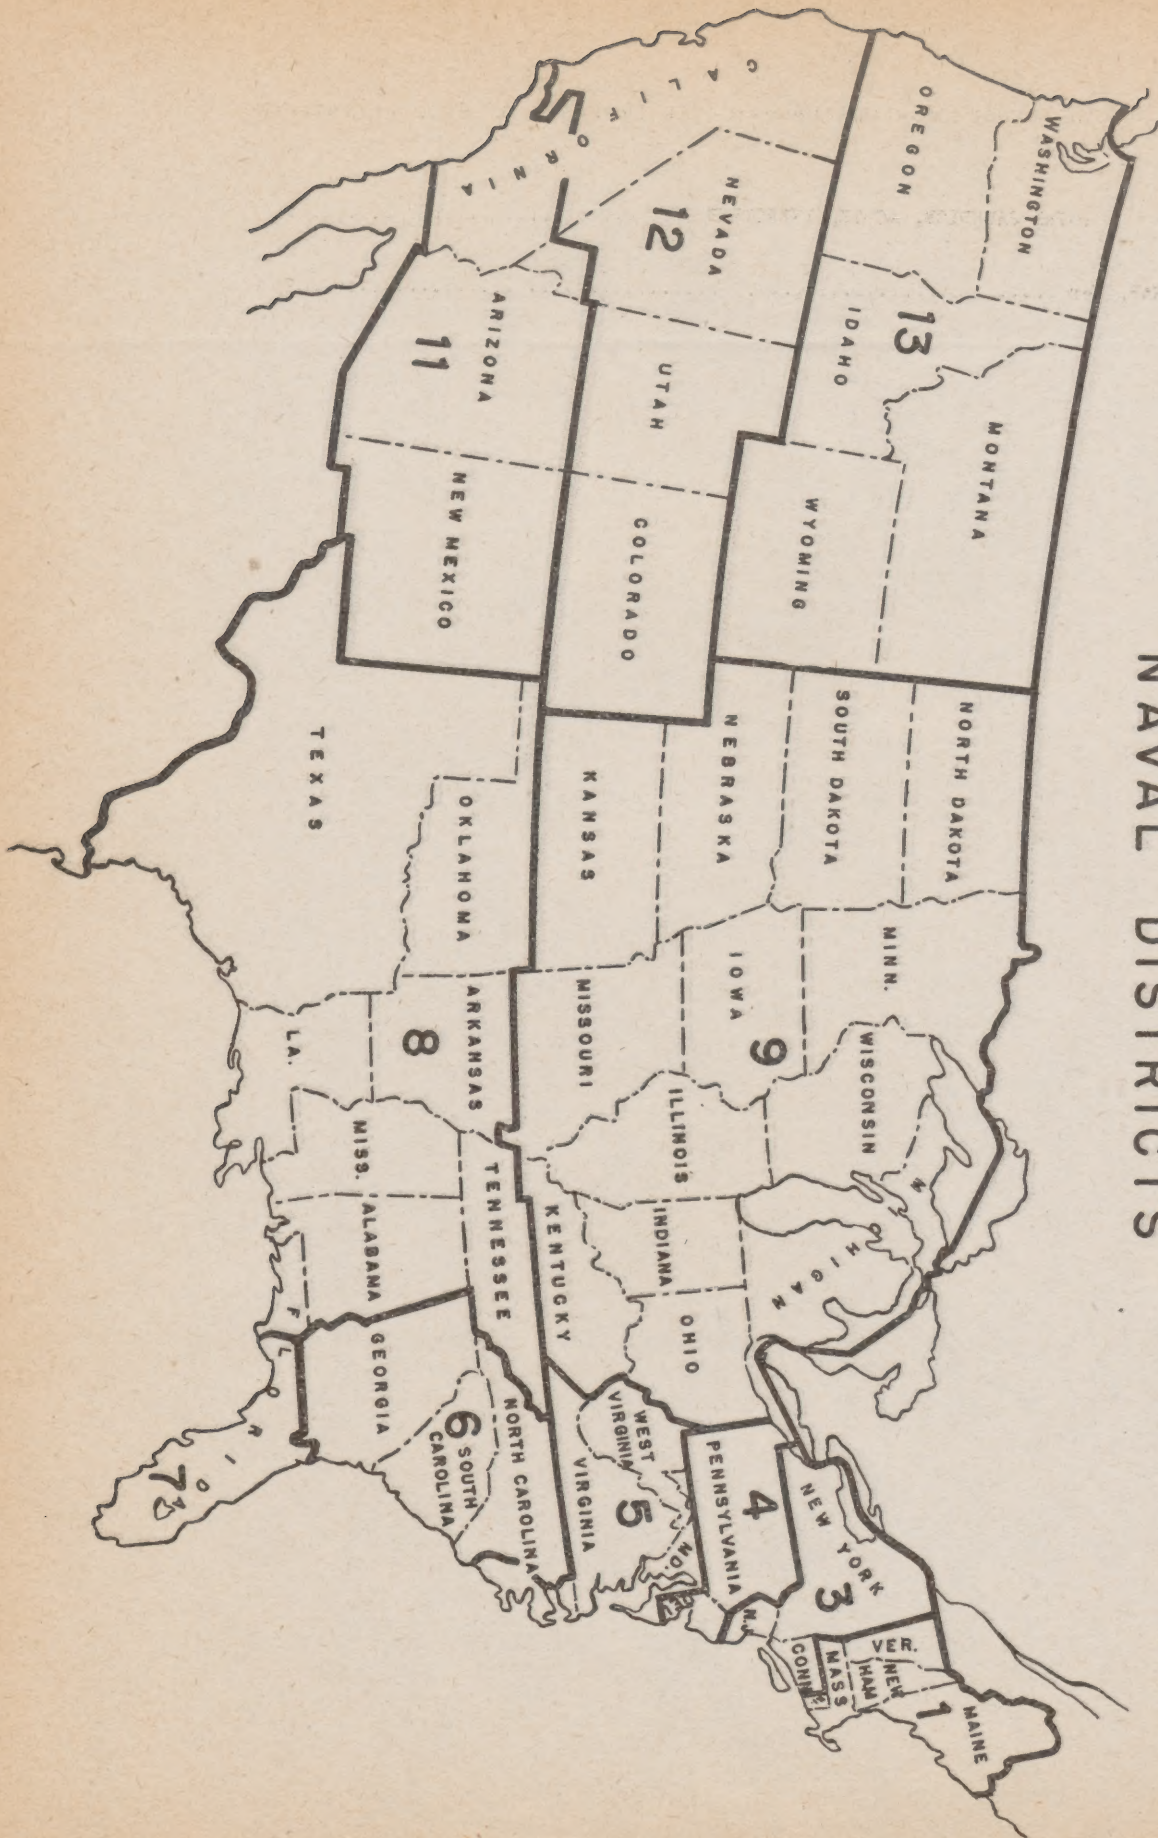 NAVAL DISTRICTS
WASHINGTON
OREGON
CALIFORNIA
NEVADA
12
IDAHO
13
MONTANA
WYOMING
UTAH
COLORADO
ARIZONA
11
NEW MEXICO
NORTH DAKOTA
SOUTH DAKOTA
NEBRASKA
KANSAS
OKLAHOMA
TEXAS
MINN.
IOWA
9
MISSOURI
ARKANSAS
8
LA.
WISCONSIN
ILLINOIS
M
HIGAN
INDIANA
OHIO
KENTUCKY
TENNESSEE
MISS.
ALABAMA
GEORGIA
FLORIDA
7
6
SOUTH
CAROLINA
NORTH CAROLINA
VIRGINIA
WEST
VIRGINIA
5
MD.
PENNSYLVANIA
4
NEW YORK
3
N.J.
CONN.
MASS
VER.
NEW
HAM
1
MAINE